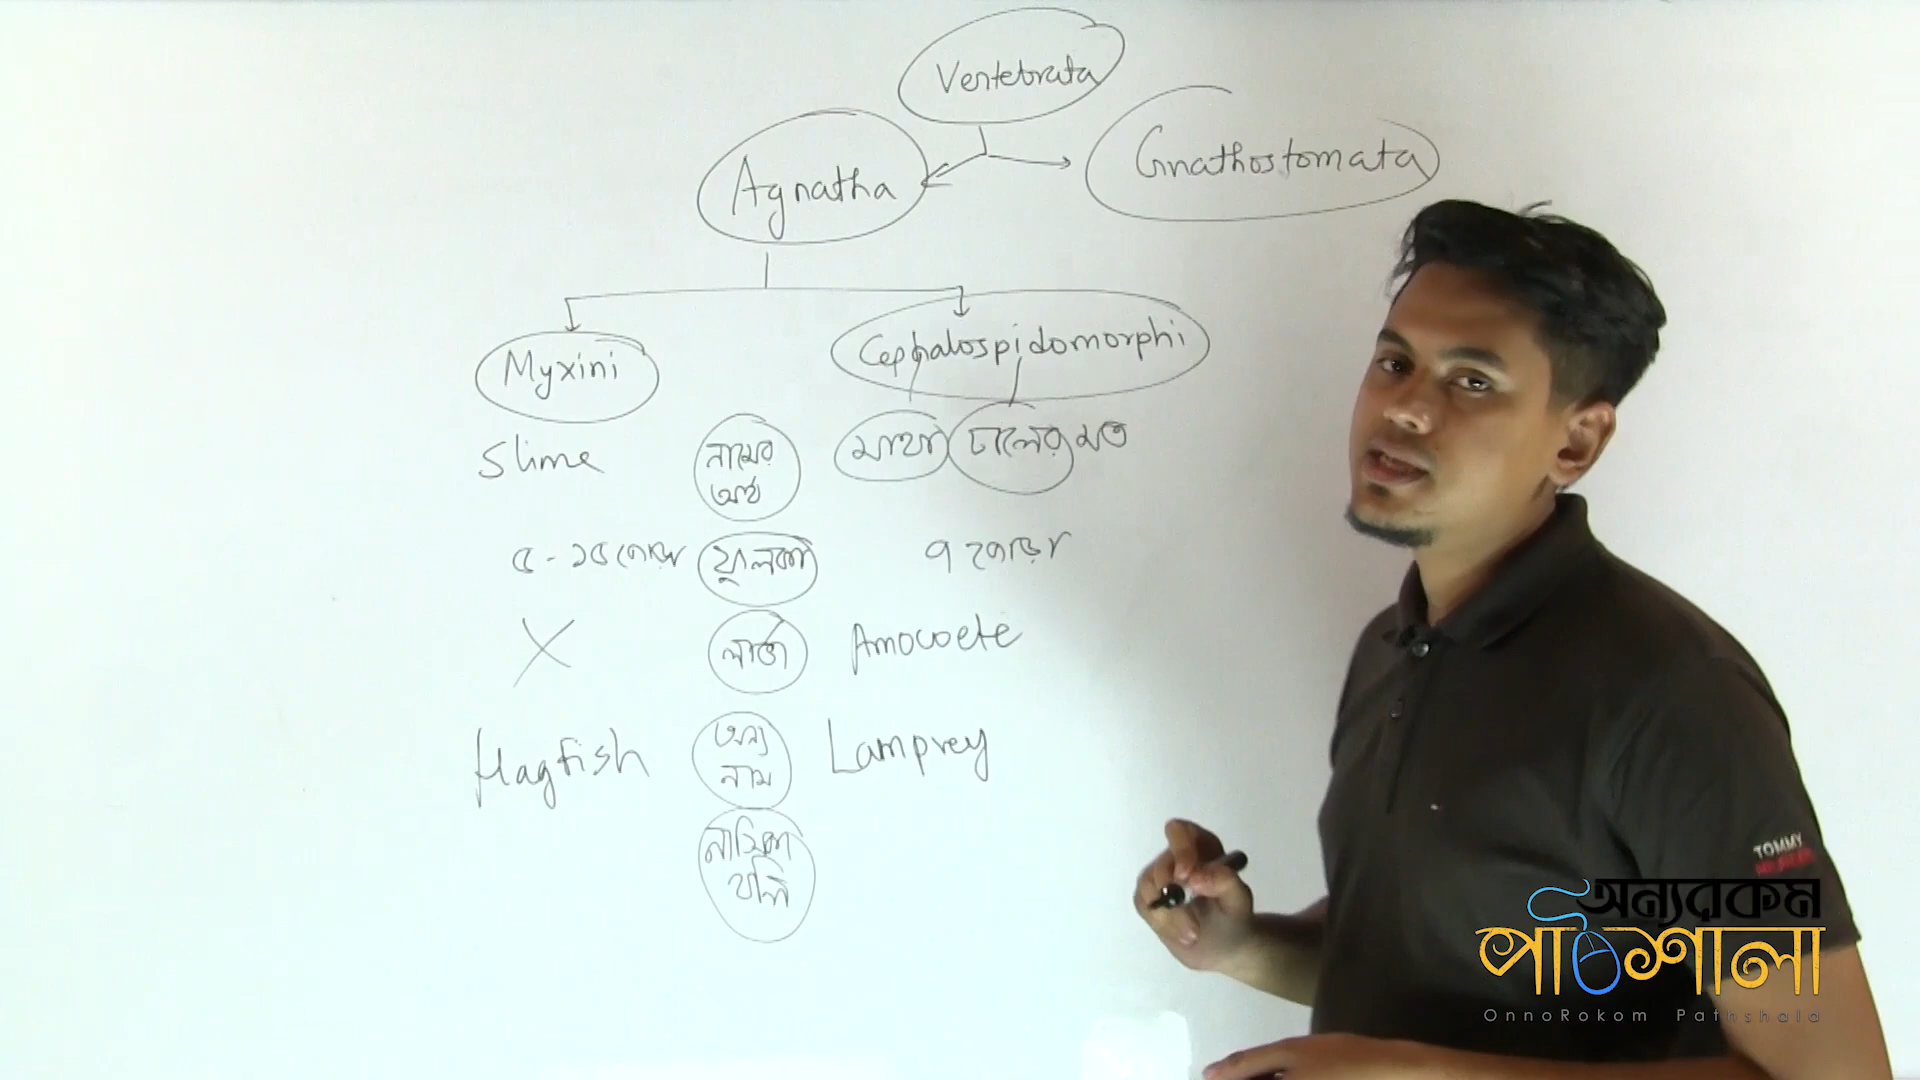 Vertebrata
Agnatha
Gnathostomata
Myxini
Cephalospidomorphi
Slime
নামের
অর্থ
মাথা ঢালের মত
৫-১৫ জোড়া
ফুলকা
৭ জোড়া
X
লার্ভা
Amocoete
Hagfish
অন্য
নাম
Lamprey
নাসিকা
থলি
TOMMY
অন্যরকম
পাঠশালা
OnnoRokom Pathshala